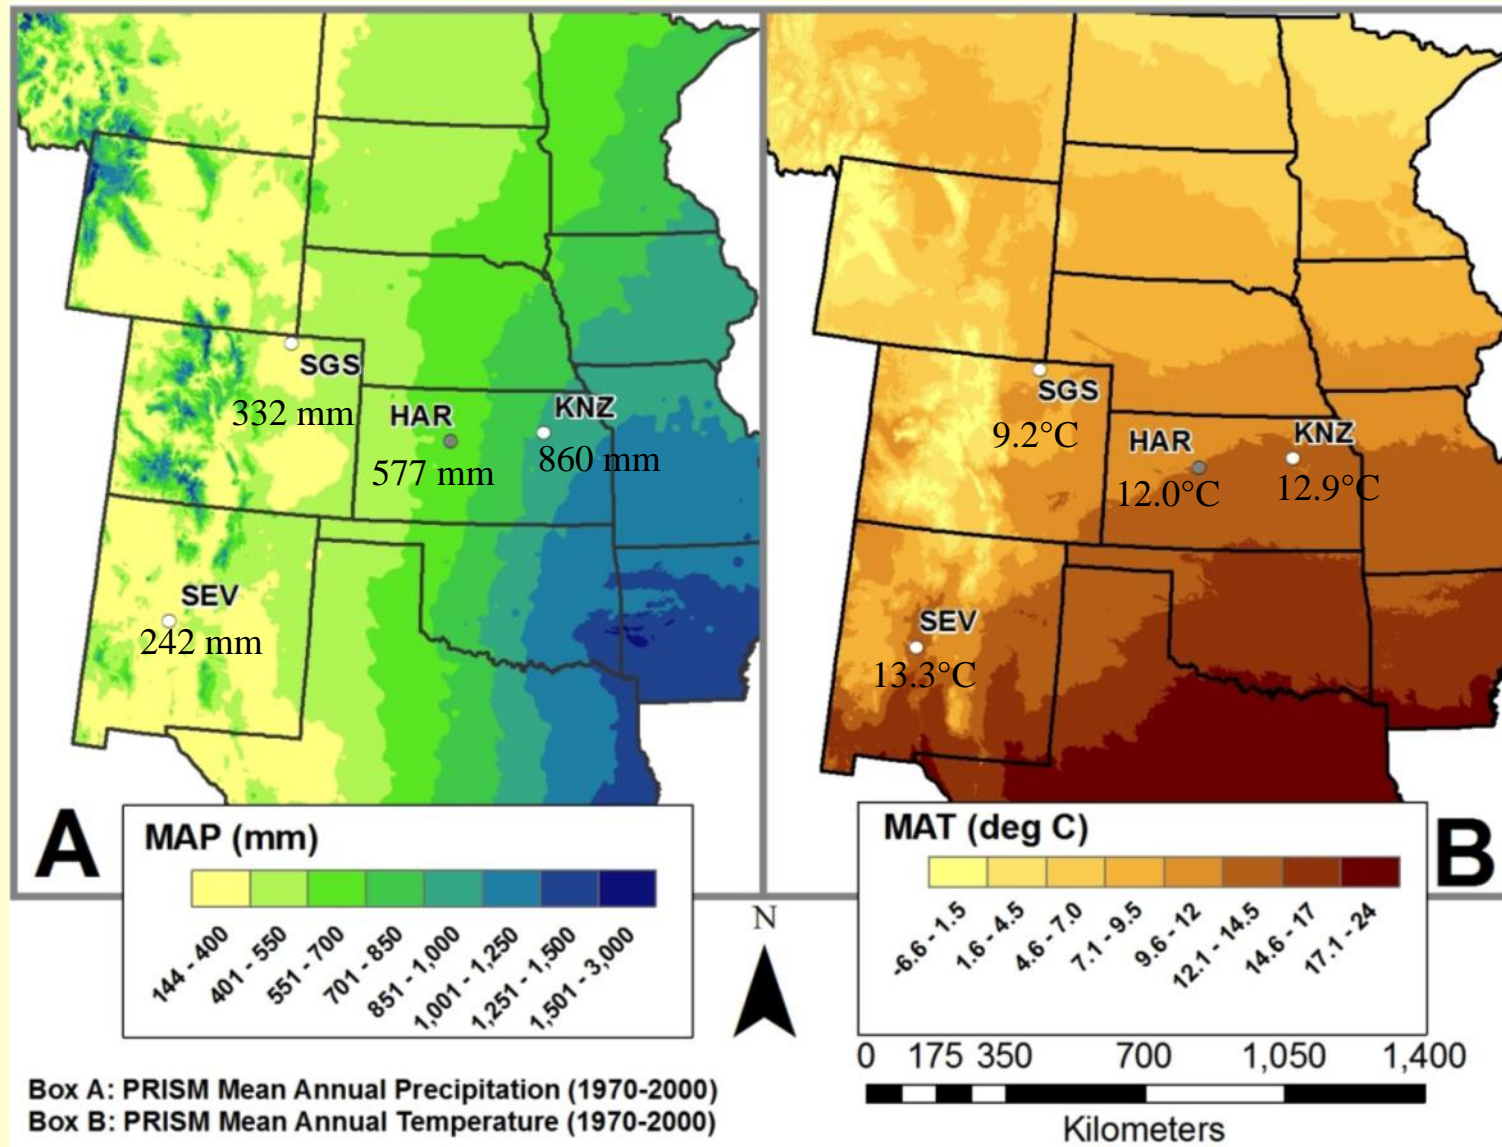 SGS
332 mm
HAR
KNZ
577 mm
860 mm
SEV
242 mm
A
MAP (mm)
144 - 400
401 - 550
551 - 700
701 - 850
851 - 1,000
1,001 - 1,250
1,251 - 1,500
1,501 - 3,000
SGS
9.2°C
HAR
KNZ
12.0°C
12.9°C
SEV
13.3°C
MAT (deg C)
B
-6.6 - 1.5
1.6 - 4.5
4.6 - 7.0
7.1 - 9.5
9.6 - 12
12.1 - 14.5
14.6 - 17
17.1 - 24
N
0 175 350 700 1,050 1,400
Kilometers
Box A: PRISM Mean Annual Precipitation (1970-2000)
Box B: PRISM Mean Annual Temperature (1970-2000)